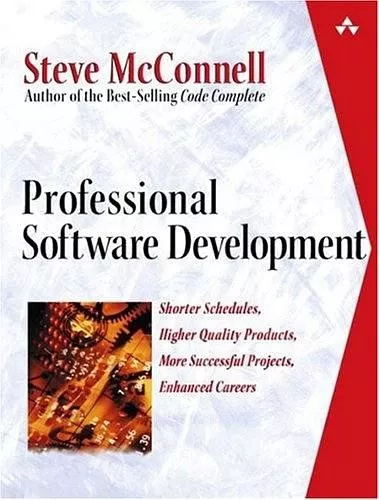 Steve McConnell
Author of the Best-Selling Code Complete
Professional
Software Development
Shorter Schedules,
Higher Quality Products,
More Successful Projects,
Enhanced Careers